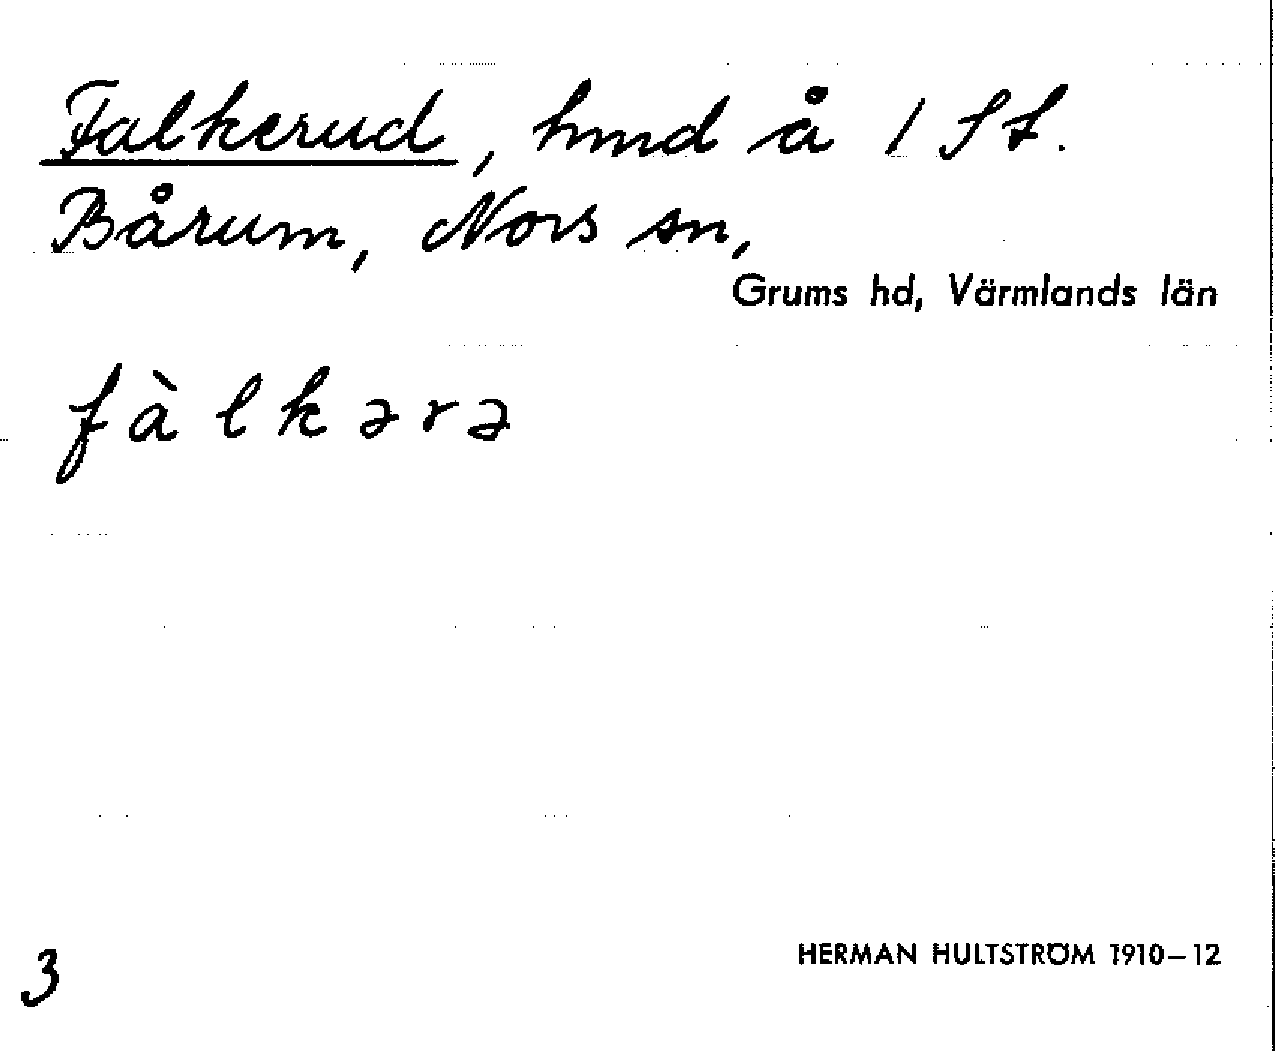 Falkerud, hmd å 1 St.
Bårum, Nors sn,
Grums hd, Värmlands län
fàlkərə
HERMAN HULTSTRÖM 1910–12
3